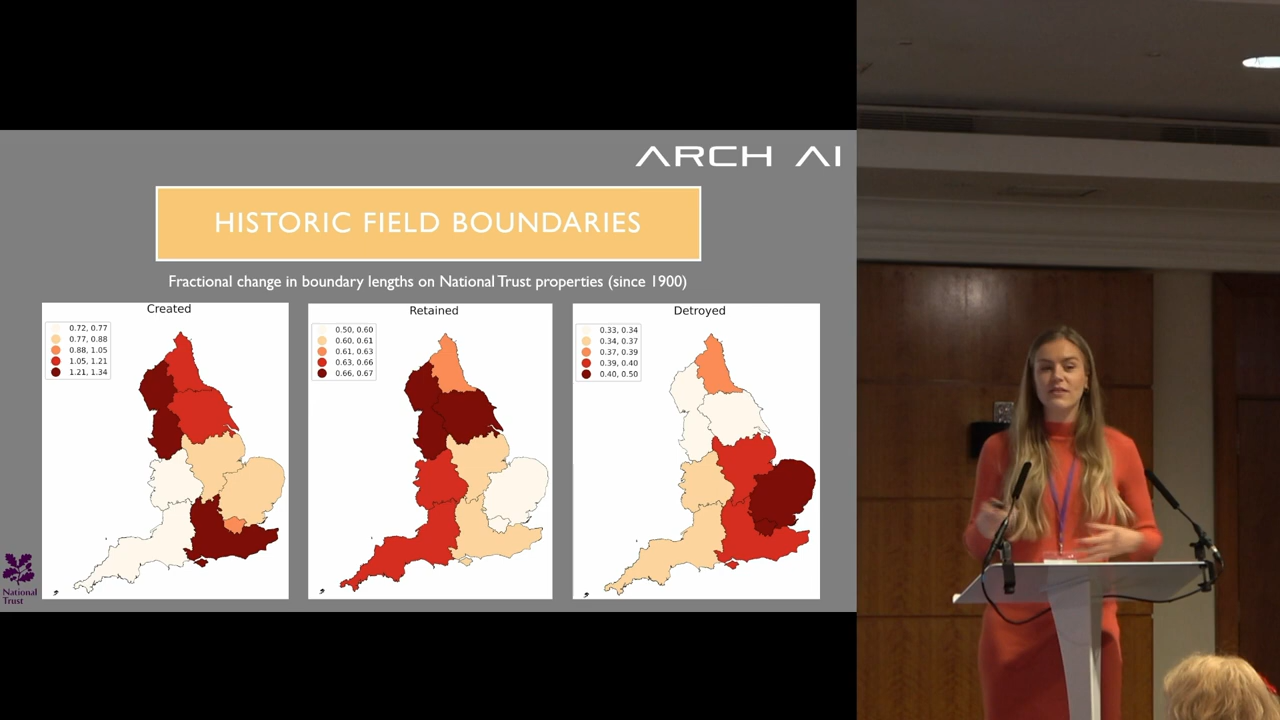 ARCH AI
HISTORIC FIELD BOUNDARIES
Fractional change in boundary lengths on National Trust properties (since 1900)
Created
0.72, 0.77
0.77, 0.88
0.88, 1.05
1.05, 1.21
1.21, 1.34
Retained
0.50, 0.60
0.60, 0.61
0.61, 0.63
0.63, 0.66
0.66, 0.67
Detroyed
0.33, 0.34
0.34, 0.37
0.37, 0.39
0.39, 0.40
0.40, 0.50
National
Trust